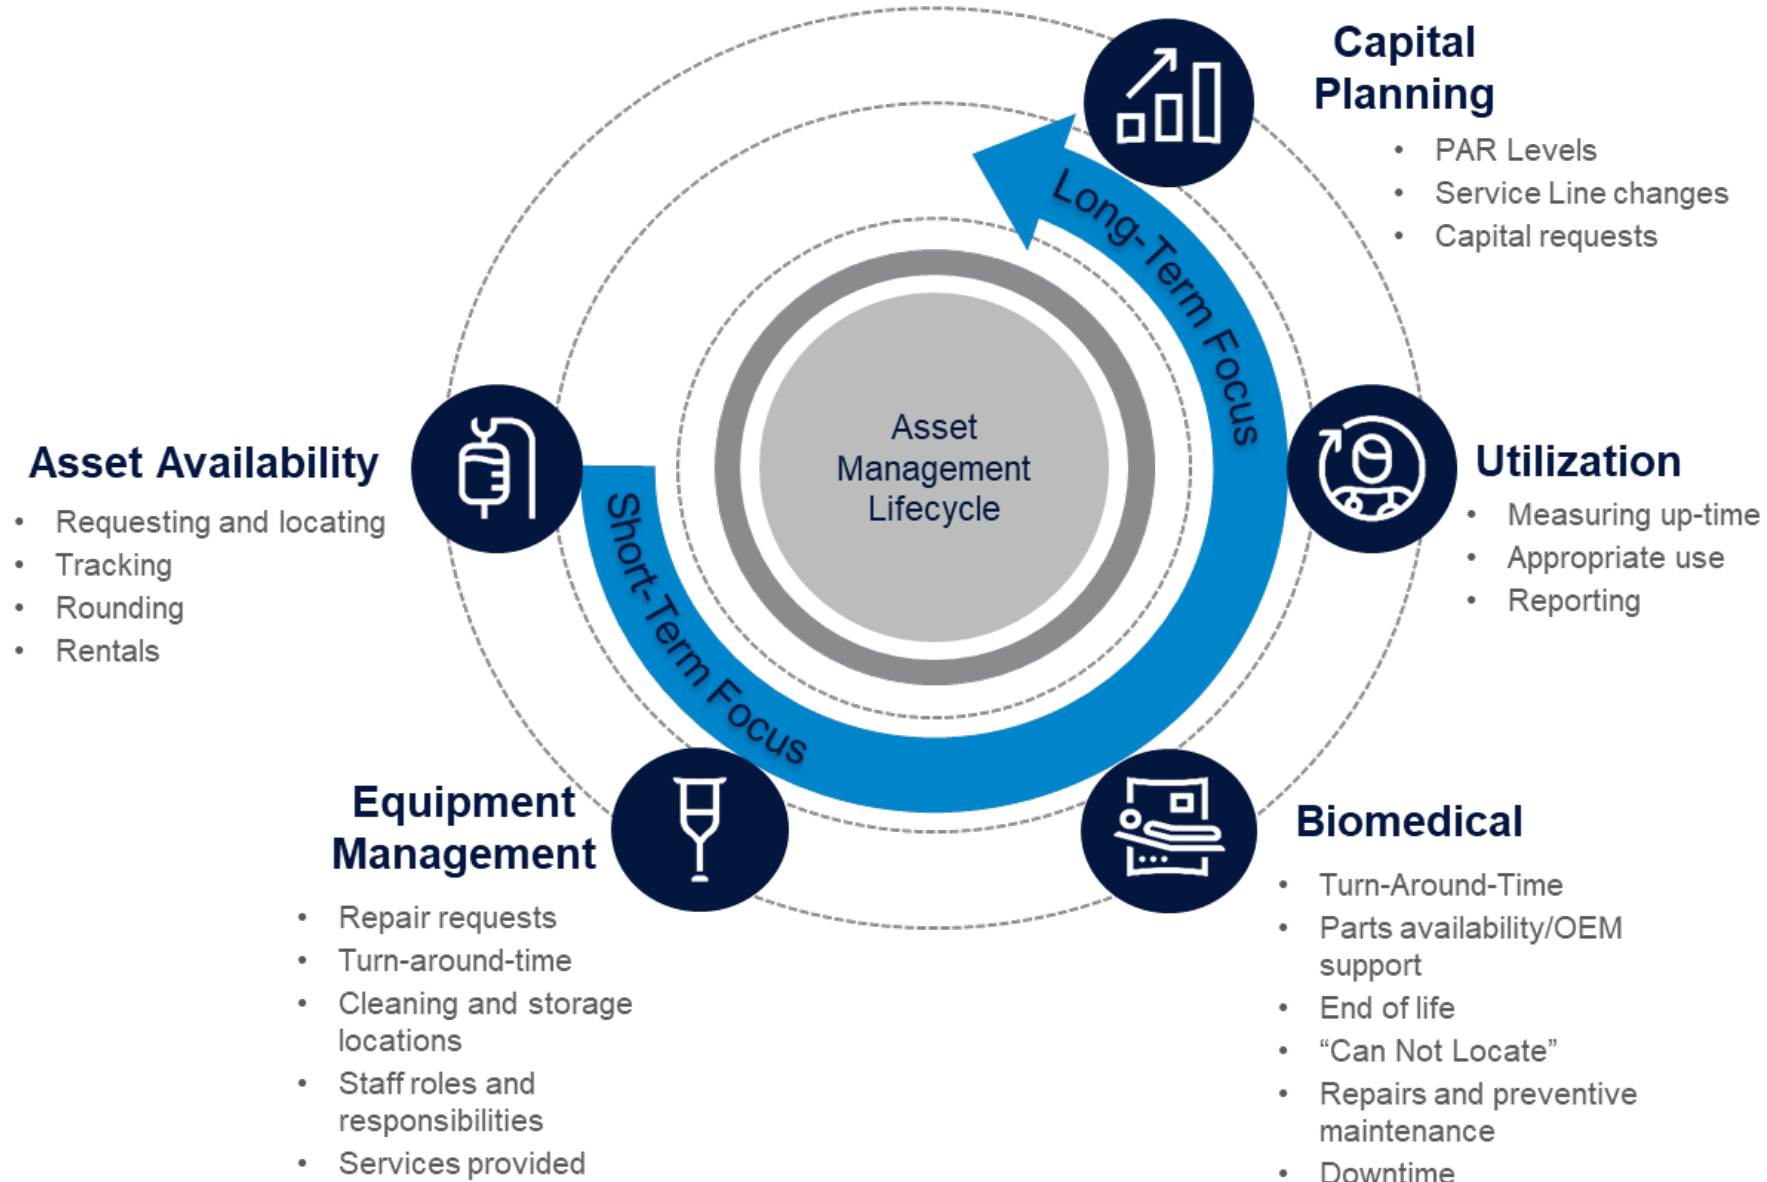 Capital
Planning
• PAR Levels
• Service Line changes
• Capital requests
Long-Term Focus
Asset
Management
Lifecycle
Asset Availability
• Requesting and locating
• Tracking
• Rounding
• Rentals
Utilization
• Measuring up-time
• Appropriate use
• Reporting
Short-Term Focus
Equipment
Management
• Repair requests
• Turn-around-time
• Cleaning and storage
locations
• Staff roles and
responsibilities
• Services provided
Biomedical
• Turn-Around-Time
• Parts availability/OEM
support
• End of life
• “Can Not Locate”
• Repairs and preventive
maintenance
• Downtime